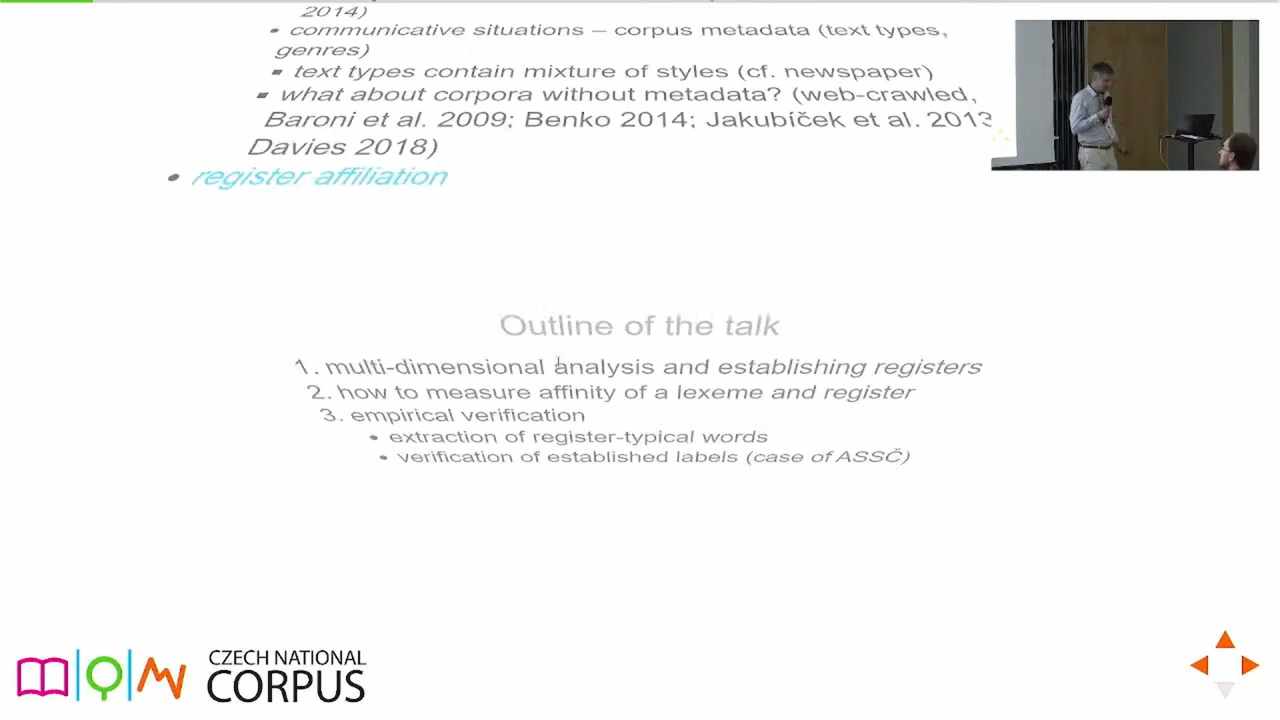 2014)
• communicative situations – corpus metadata (text types,
genres)
▪ text types contain mixture of styles (cf. newspaper)
▪ what about corpora without metadata? (web-crawled,
Baroni et al. 2009; Benko 2014; Jakubíček et al. 2013
Davies 2018)
• register affiliation
Outline of the talk
1. multi-dimensional analysis and establishing registers
2. how to measure affinity of a lexeme and register
3. empirical verification
• extraction of register-typical words
• verification of established labels (case of ASSČ)
CZECH NATIONAL
CORPUS